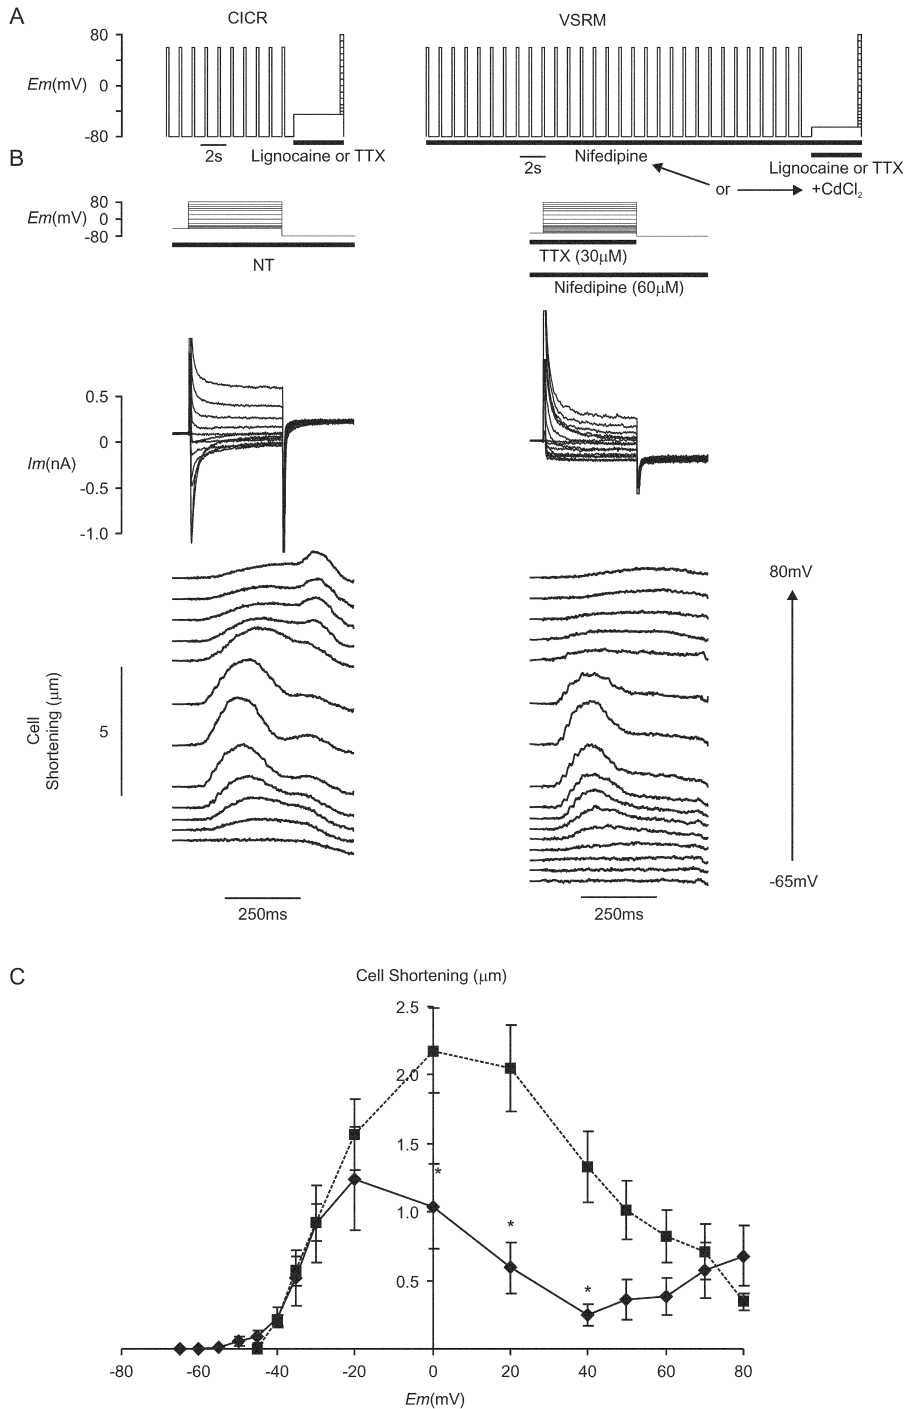 A
CICR
VSRM
80
Em(mV)
0
-80
2s
Lignocaine or TTX
2s
Nifedipine
Lignocaine or TTX
or
+CdCl2
B
Em(mV)
80
0
-80
NT
TTX (30μM)
Nifedipine (60μM)
0.5
0
Im(nA)
-0.5
-1.0
80mV
Cell
Shortening (μm)
5
-65mV
250ms
250ms
C
Cell Shortening (μm)
2.5
2.0
1.5
*
1.0
*
*
0.5
-80
-60
-40
-20
0
20
40
60
80
Em(mV)